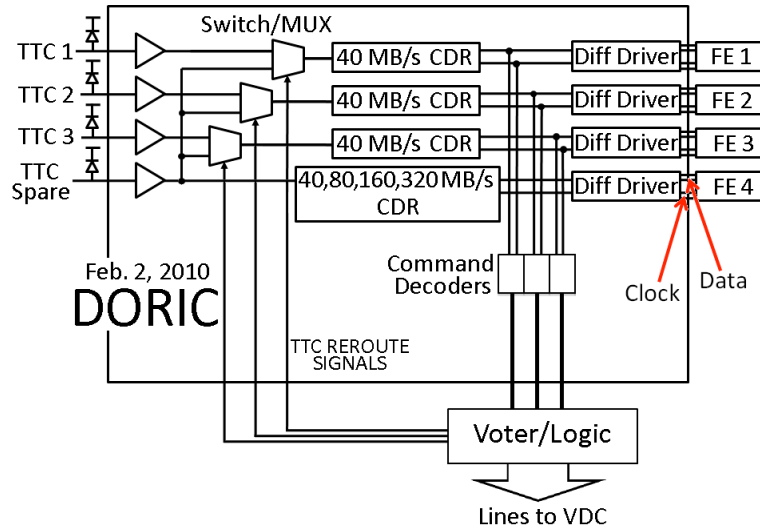 Switch/MUX
TTC 1
40 MB/s CDR
Diff Driver
FE 1
TTC 2
40 MB/s CDR
Diff Driver
FE 2
TTC 3
40 MB/s CDR
Diff Driver
FE 3
TTC
Spare
40,80,160,320 MB/s
CDR
Diff Driver
FE 4
Feb. 2, 2010
DORIC
Command
Decoders
Clock
Data
TTC REROUTE
SIGNALS
Voter/Logic
Lines to VDC